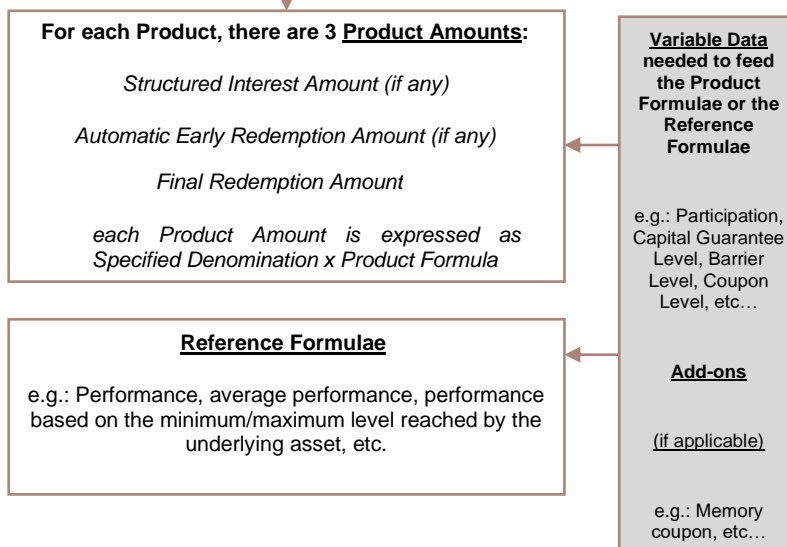 For each Product, there are 3 Product Amounts:
Structured Interest Amount (if any)
Automatic Early Redemption Amount (if any)
Final Redemption Amount
each Product Amount is expressed as
Specified Denomination x Product Formula
Reference Formulae
e.g.: Performance, average performance, performance
based on the minimum/maximum level reached by the
underlying asset, etc.
Variable Data
needed to feed
the Product
Formulae or the
Reference
Formulae
e.g.: Participation,
Capital Guarantee
Level, Barrier
Level, Coupon
Level, etc…
Add-ons
(if applicable)
e.g.: Memory
coupon, etc…